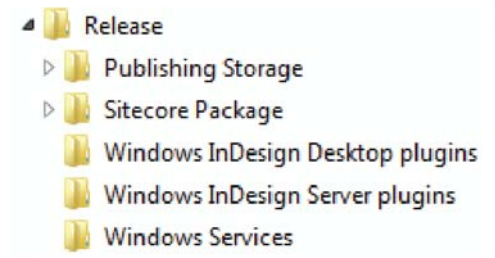 Release
Publishing Storage
Sitecore Package
Windows InDesign Desktop plugins
Windows InDesign Server plugins
Windows Services